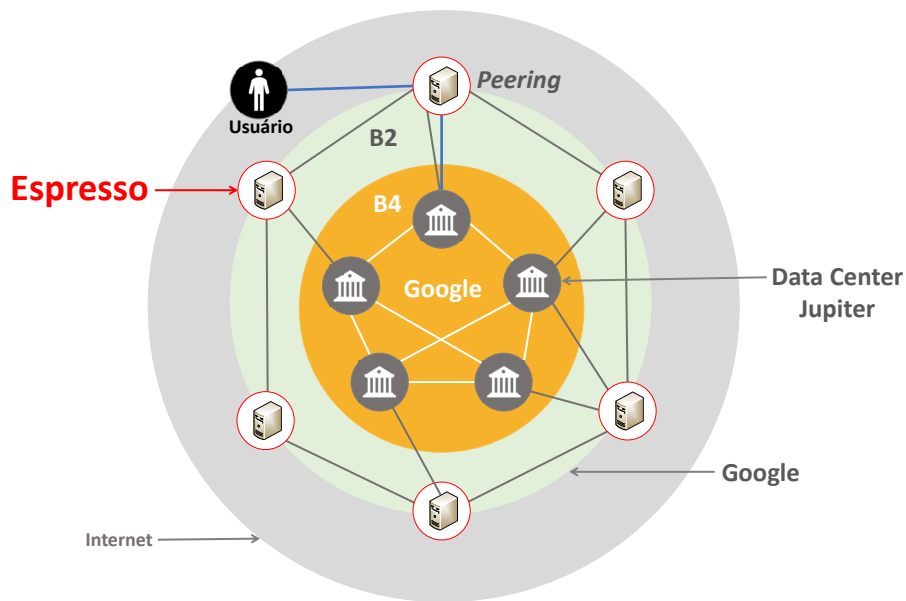 Peering
Usuário
B2
Espresso
B4
Google
Data Center
Jupiter
Google
Internet